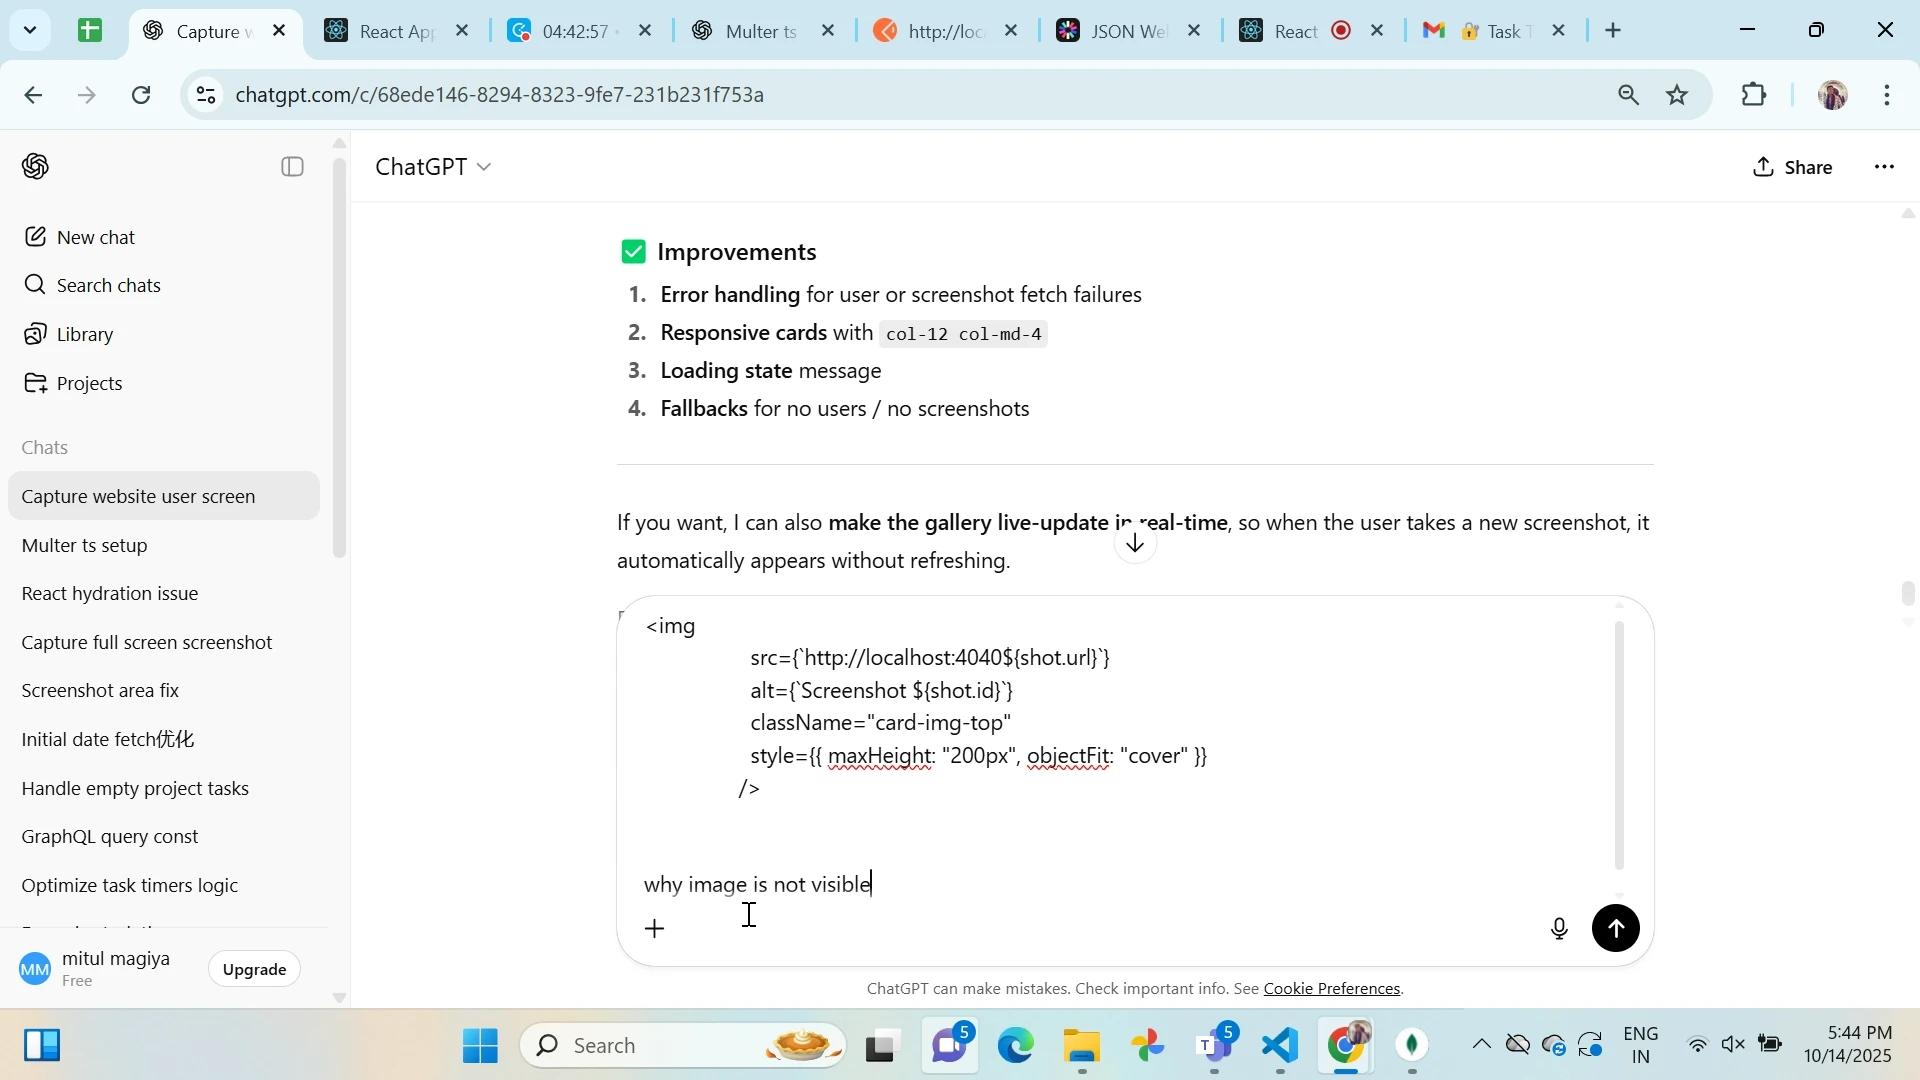 Capture w
React App
04:42:57
Multer ts
http://loc
JSON We
React
Task T
chatgpt.com/c/68ede146-8294-8323-9fe7-231b231f753a
ChatGPT
Share
New chat
Search chats
Library
Projects
Chats
Capture website user screen
Multer ts setup
React hydration issue
Capture full screen screenshot
Screenshot area fix
Initial date fetch优化
Handle empty project tasks
GraphQL query const
Optimize task timers logic
MM
mitul magiya
Free
Upgrade
Improvements
1. Error handling for user or screenshot fetch failures
2. Responsive cards with col-12 col-md-4
3. Loading state message
4. Fallbacks for no users / no screenshots
If you want, I can also make the gallery live-update in real-time, so when the user takes a new screenshot, it
automatically appears without refreshing.
<img
src={`http://localhost:4040${shot.url}`}
alt={`Screenshot ${shot.id}`}
className="card-img-top"
style={{ maxHeight: "200px", objectFit: "cover" }}
/>
why image is not visible
ChatGPT can make mistakes. Check important info. See Cookie Preferences.
Search
5
5
ENG
IN
5:44 PM
10/14/2025